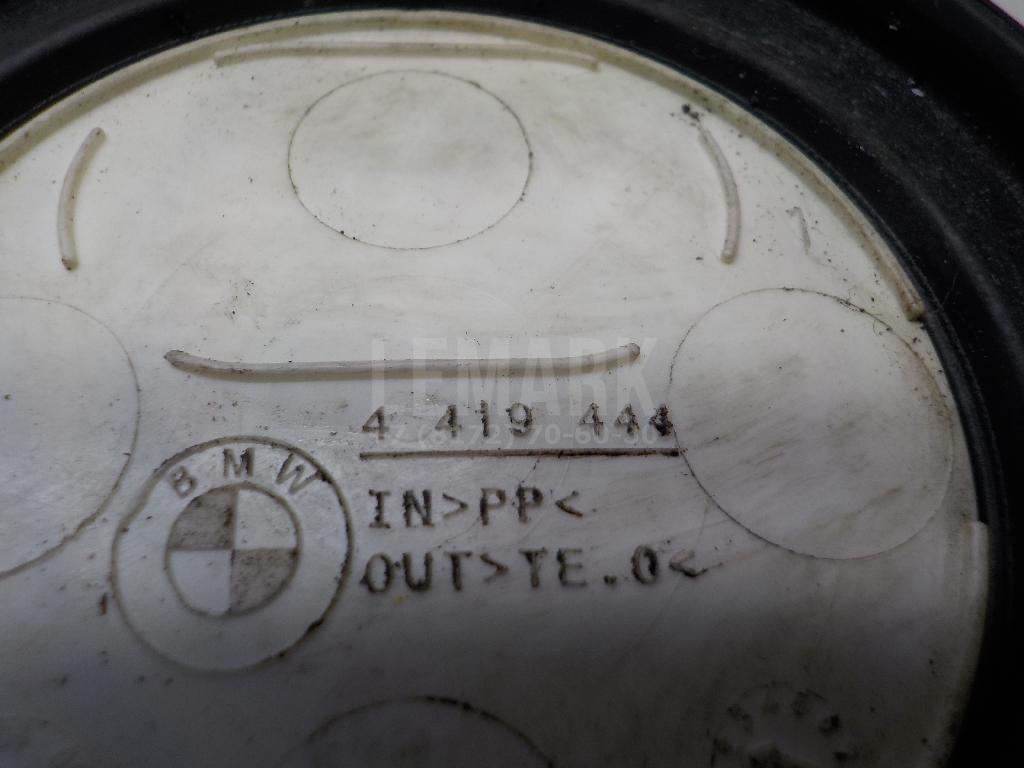 LEMARK
4 419 444
BMW
IN>PP<
OUT>TE.O<